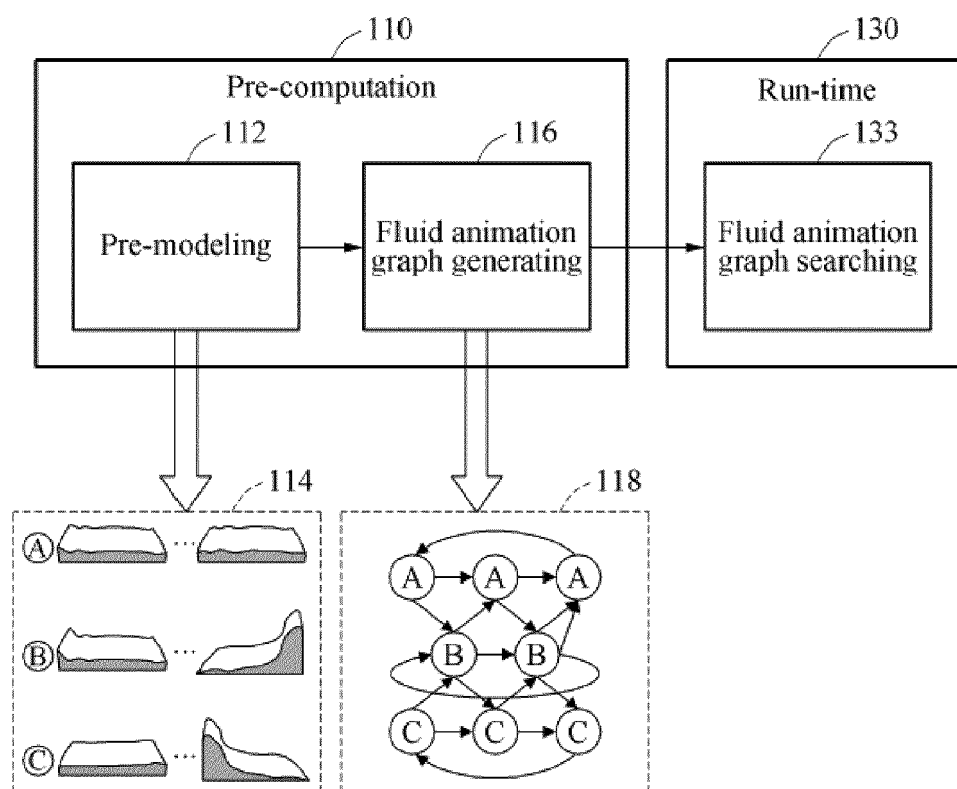 110
130
Pre-computation
Run-time
112
116
133
Pre-modeling
Fluid animation
graph generating
Fluid animation
graph searching
114
118
A ...
B ...
C ...
A A A
B B
C C C